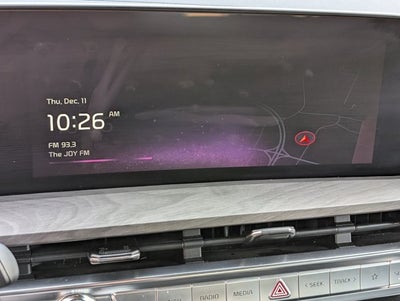 Thu, Dec, 11
10:26 AM
FM 93.3
The JOY FM
RADIO
MEDIA
< SEEK
TRACK >